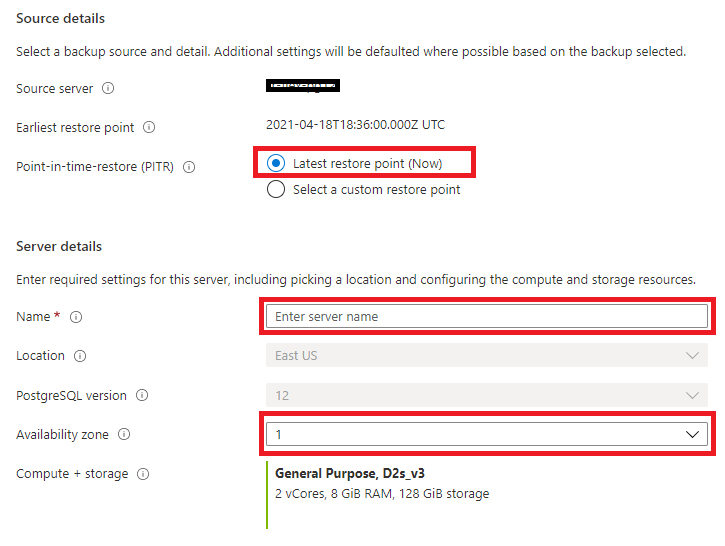 Source details
Select a backup source and detail. Additional settings will be defaulted where possible based on the backup selected.
Source server
Earliest restore point 2021-04-18T18:36:00.000Z UTC
Point-in-time-restore (PITR) Latest restore point (Now)
Select a custom restore point
Server details
Enter required settings for this server, including picking a location and configuring the compute and storage resources.
Name * Enter server name
Location East US
PostgreSQL version 12
Availability zone 1
Compute + storage General Purpose, D2s_v3
2 vCores, 8 GiB RAM, 128 GiB storage